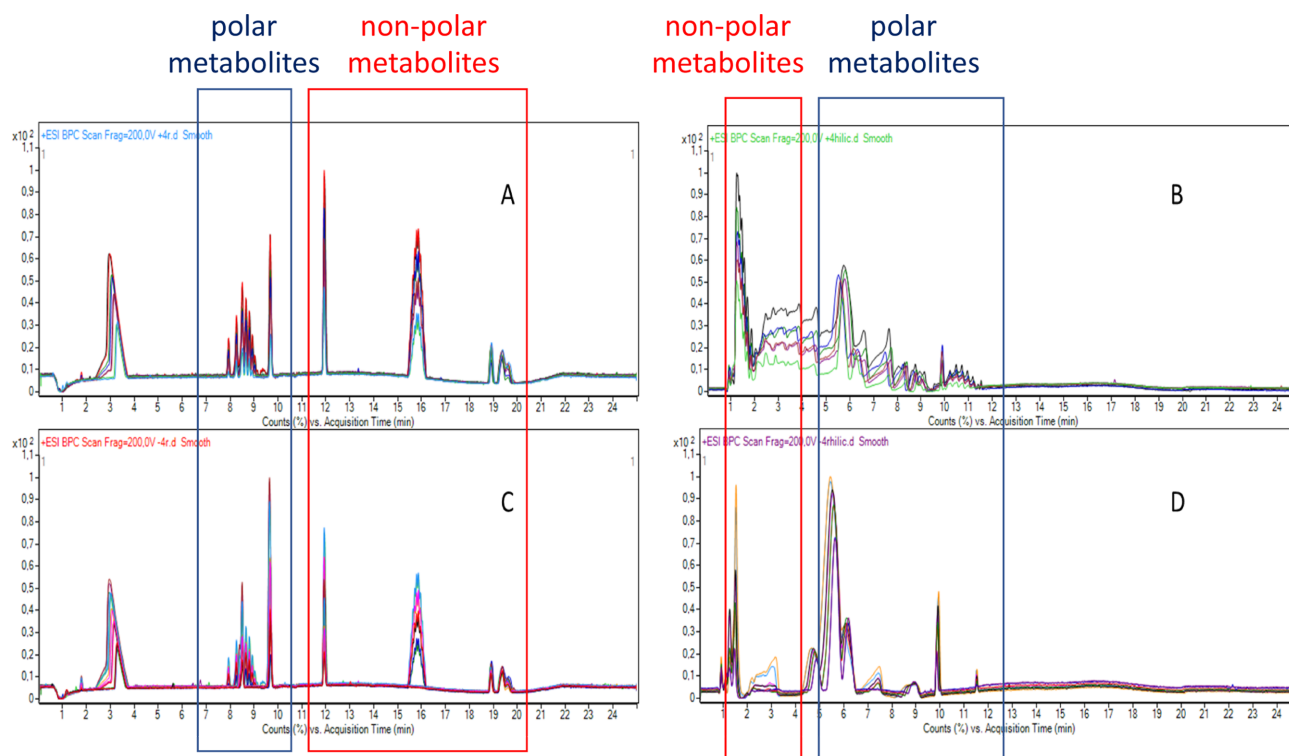 polar
metabolites
non-polar
metabolites
non-polar
metabolites
polar
metabolites
x10 2
+ESI BPC Scan Frag=200,0V +4r.d Smooth
1,1
1
1
1
0,9
0,8
0,7
0,6
0,5
0,4
0,3
0,2
0,1
0
A
1 2 3 4 5 6 7 8 9 10 11 12 13 14 15 16 17 18 19 20 21 22 23 24
Counts (%) vs. Acquisition Time (min)
x10 2
+ESI BPC Scan Frag=200,0V +4hilic.d Smooth
1,1
1
1
0,9
0,8
0,7
0,6
0,5
0,4
0,3
0,2
0,1
0
B
1 2 3 4 5 6 7 8 9 10 11 12 13 14 15 16 17 18 19 20 21 22 23 24
Counts (%) vs. Acquisition Time (min)
x10 2
+ESI BPC Scan Frag=200,0V -4r.d Smooth
1,1
1
1
1
0,9
0,8
0,7
0,6
0,5
0,4
0,3
0,2
0,1
0
C
1 2 3 4 5 6 7 8 9 10 11 12 13 14 15 16 17 18 19 20 21 22 23 24
Counts (%) vs. Acquisition Time (min)
x10 2
+ESI BPC Scan Frag=200,0V -4rhilic.d Smooth
1,1
1
1
0,9
0,8
0,7
0,6
0,5
0,4
0,3
0,2
0,1
0
D
1 2 3 4 5 6 7 8 9 10 11 12 13 14 15 16 17 18 19 20 21 22 23 24
Counts (%) vs. Acquisition Time (min)